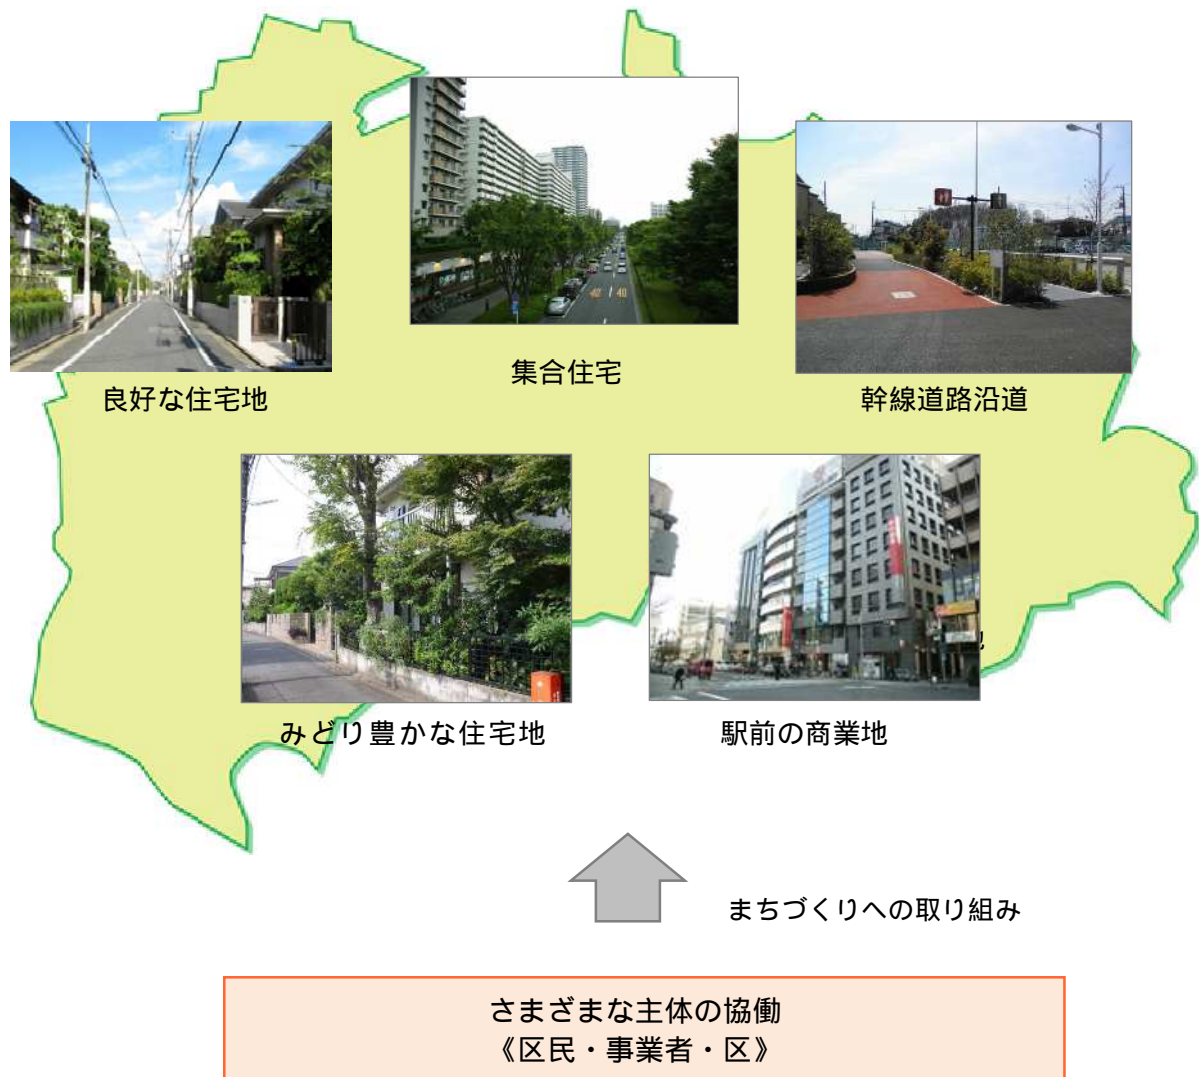 集合住宅
良好な住宅地
幹線道路沿道
みどり豊かな住宅地
駅前の商業地
まちづくりへの取り組み
さまざまな主体の協働
《区民・事業者・区》